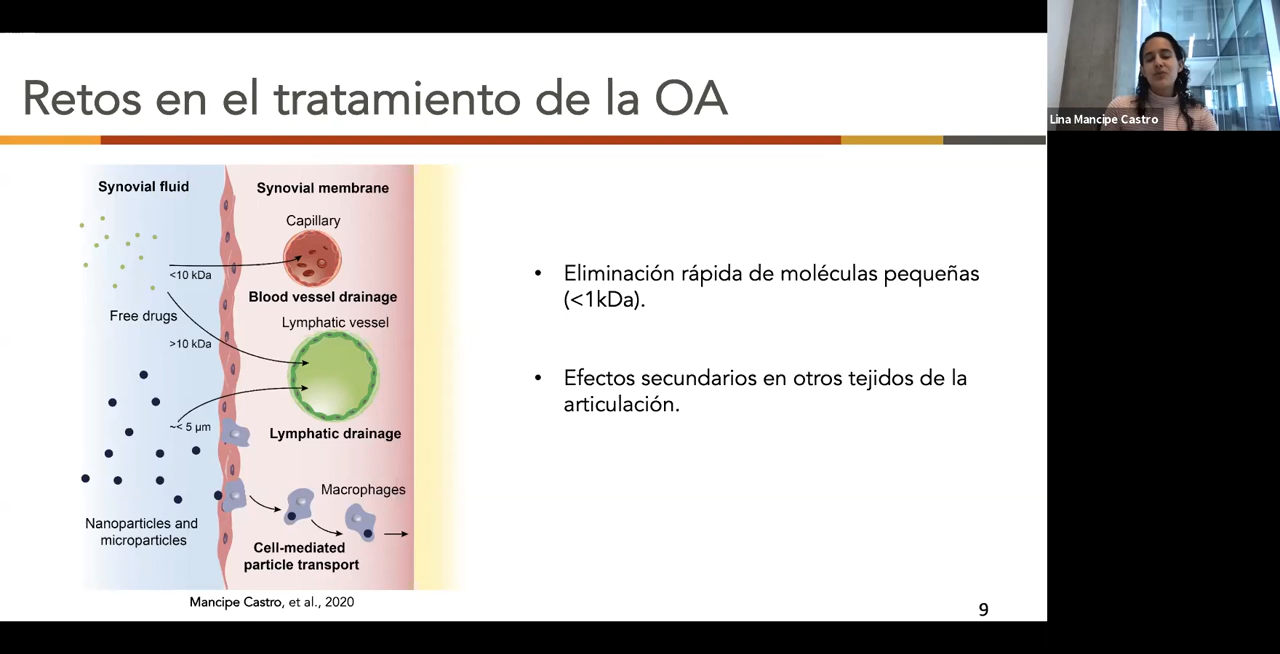 Retos en el tratamiento de la OA
Lina Mancipe Castro
Synovial fluid
Synovial membrane
Capillary
<10 kDa
Blood vessel drainage
Free drugs
Lymphatic vessel
>10 kDa
~< 5 μm
Lymphatic drainage
Macrophages
Nanoparticles and
microparticles
Cell-mediated
particle transport
Mancipe Castro, et al., 2020
• Eliminación rápida de moléculas pequeñas
(<1kDa).
• Efectos secundarios en otros tejidos de la
articulación.
9